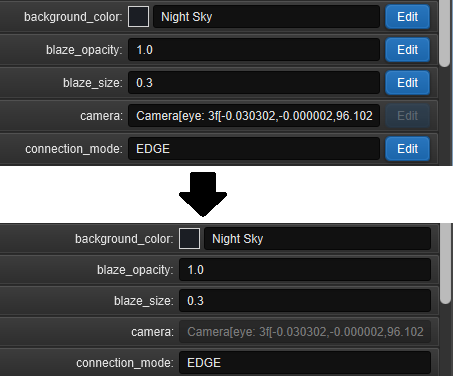 background_color: Night Sky Edit
blaze_opacity: 1.0 Edit
blaze_size: 0.3 Edit
camera: Camera[eye: 3f[-0.030302,-0.000002,96.102 Edit
connection_mode: EDGE Edit
background_color: Night Sky
blaze_opacity: 1.0
blaze_size: 0.3
camera: Camera[eye: 3f[-0.030302,-0.000002,96.102
connection_mode: EDGE